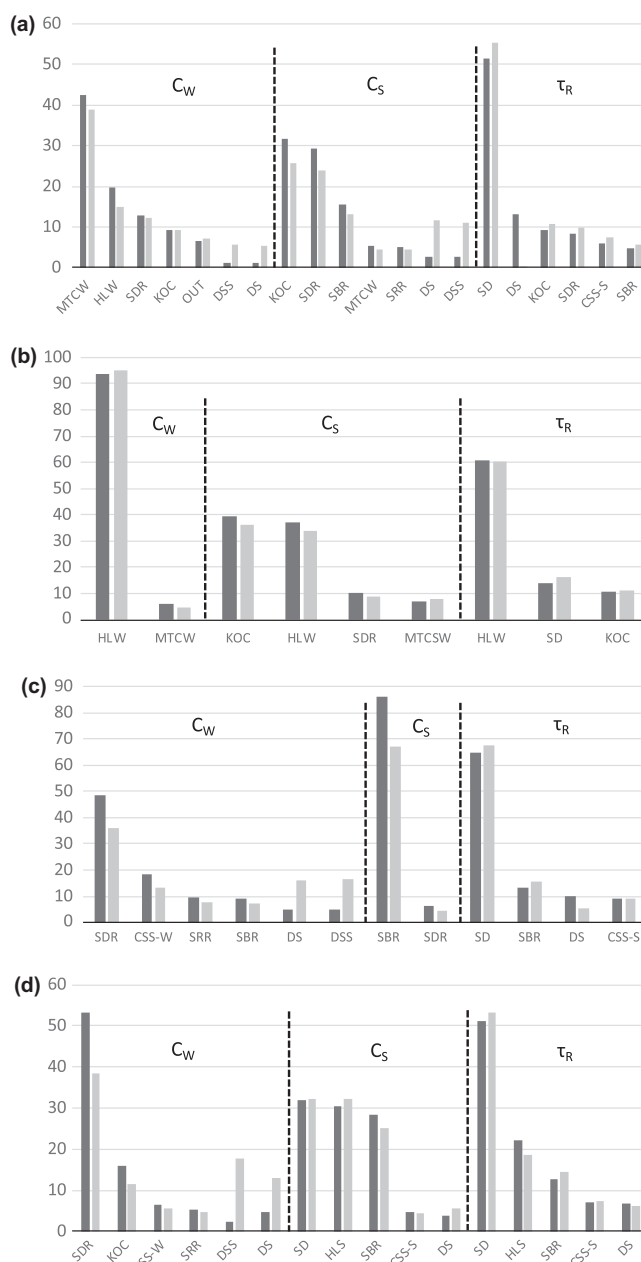 (a)
60
50
40
30
20
10
0
C_W
C_S
τ_R
MTCW HLW SDR KOC OUT DSS DS KOC SDR SBR MTCW SRR DS DSS SD DS KOC SDR CSS-S SBR
(b)
100
90
80
70
60
50
40
30
20
10
0
C_W
C_S
τ_R
HLW MTCW KOC HLW SDR MTCSW HLW SD KOC
(c)
90
80
70
60
50
40
30
20
10
0
C_W
C_S
τ_R
SDR CSS-W SRR SBR DS DSS SBR SDR SD SBR DS CSS-S
(d)
60
50
40
30
20
10
0
C_W
C_S
τ_R
SDR KOC SS-W SRR DSS DS SD HLS SBR CSS-S DS SD HLS SBR CSS-S DS